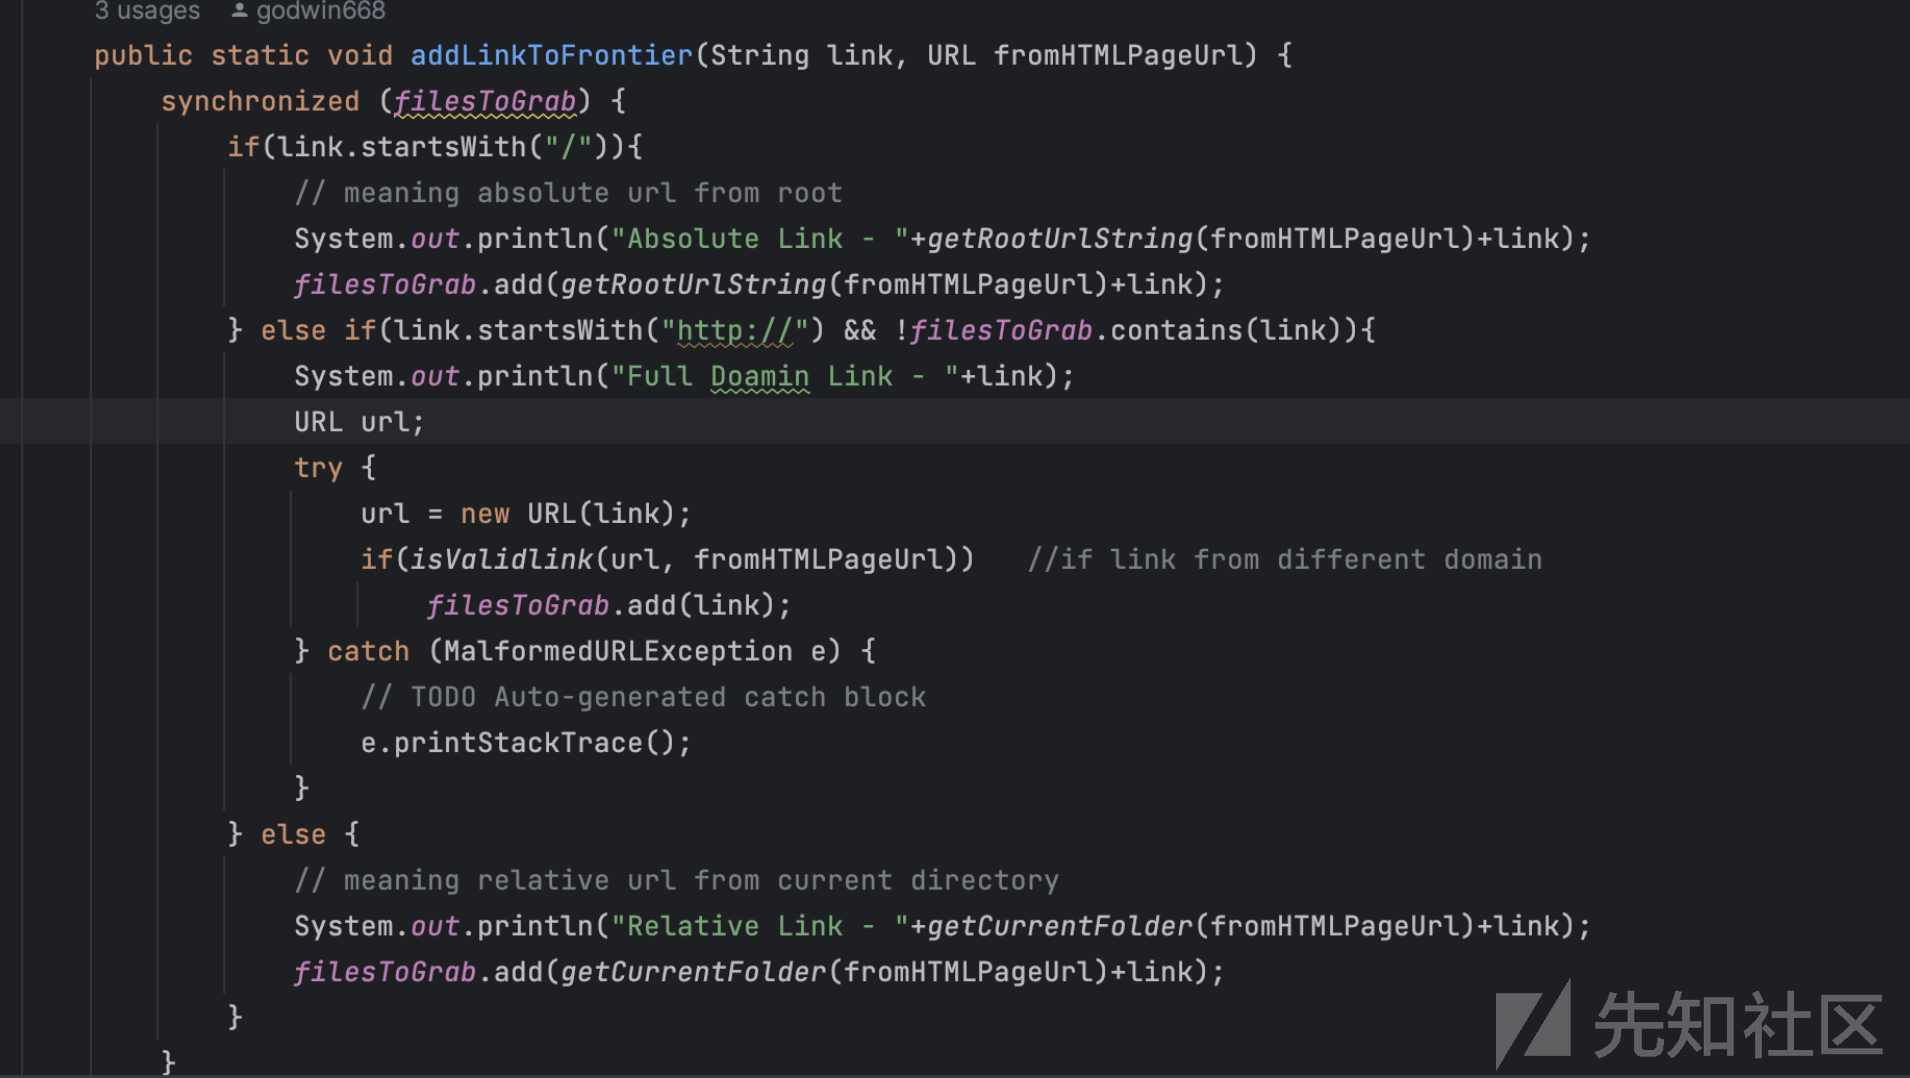 3 usages godwin668
public static void addLinkToFrontier(String link, URL fromHTMLPageUrl) {
synchronized (filesToGrab) {
if(link.startsWith("/")){
// meaning absolute url from root
System.out.println("Absolute Link - "+getRootUrlString(fromHTMLPageUrl)+link);
filesToGrab.add(getRootUrlString(fromHTMLPageUrl)+link);
} else if(link.startsWith("http://") && !filesToGrab.contains(link)){
System.out.println("Full Doamin Link - "+link);
URL url;
try {
url = new URL(link);
if(isValidlink(url, fromHTMLPageUrl)) //if link from different domain
filesToGrab.add(link);
} catch (MalformedURLException e) {
// TODO Auto-generated catch block
e.printStackTrace();
}
} else {
// meaning relative url from current directory
System.out.println("Relative Link - "+getCurrentFolder(fromHTMLPageUrl)+link);
filesToGrab.add(getCurrentFolder(fromHTMLPageUrl)+link);
}
}
先知社区